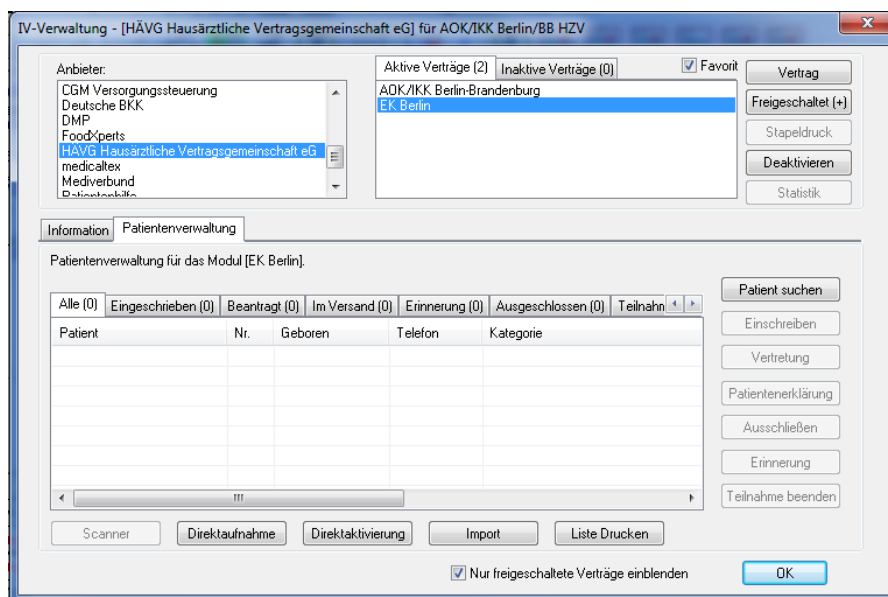 IV-Verwaltung - [HÄVG Hausärztliche Vertragsgemeinschaft eG] für AOK/IKK Berlin/BB HZV
Anbieter:
CGM Versorgungssteuerung
Deutsche BKK
DMP
FoodXperts
HÄVG Hausärztliche Vertragsgemeinschaft eG
medicaltex
Mediverbund
Patientenhilfe
Aktive Verträge (2) Inaktive Verträge (0) Favorit
AOK/IKK Berlin-Brandenburg
EK Berlin
Vertrag
Freigeschaltet (+)
Stapeldruck
Deaktivieren
Statistik
Information Patientenverwaltung
Patientenverwaltung für das Modul [EK Berlin].
Alle (0) Eingeschrieben (0) Beantragt (0) Im Versand (0) Erinnerung (0) Ausgeschlossen (0) Teilnahm
Patient Nr. Geboren Telefon Kategorie
Patient suchen
Einschreiben
Vertretung
Patientenerklärung
Ausschließen
Erinnerung
Teilnahme beenden
Scanner Direktaufnahme Direktaktivierung Import Liste Drucken
Nur freigeschaltete Verträge einblenden OK